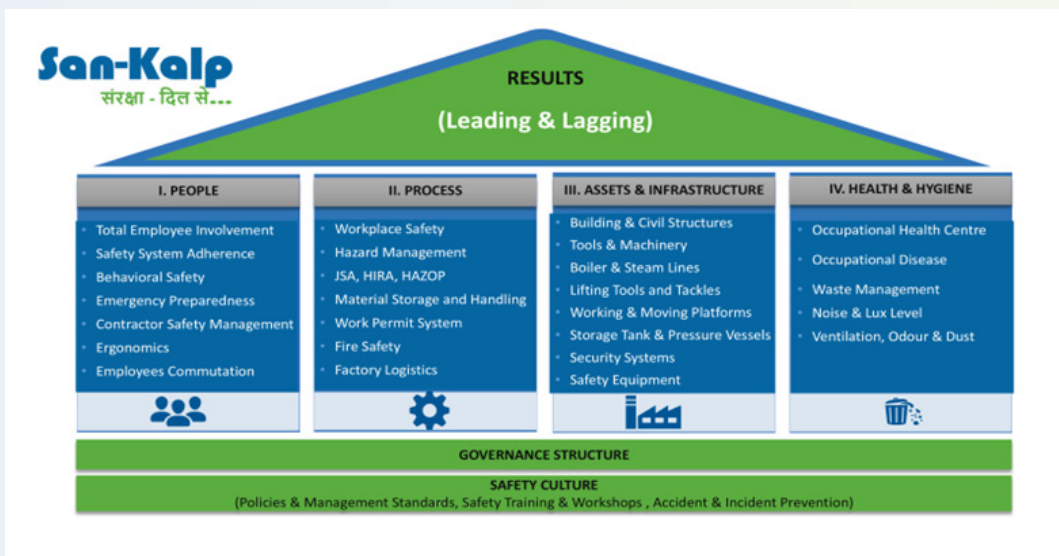 San-Kalp
संरक्षा - दिल से...
RESULTS
(Leading & Lagging)
I. PEOPLE
Total Employee Involvement
Safety System Adherence
Behavioral Safety
Emergency Preparedness
Contractor Safety Management
Ergonomics
Employees Commutation
II. PROCESS
Workplace Safety
Hazard Management
JSA, HIRA, HAZOP
Material Storage and Handling
Work Permit System
Fire Safety
Factory Logistics
III. ASSETS & INFRASTRUCTURE
Building & Civil Structures
Tools & Machinery
Boiler & Steam Lines
Lifting Tools and Tackles
Working & Moving Platforms
Storage Tank & Pressure Vessels
Security Systems
Safety Equipment
IV. HEALTH & HYGIENE
Occupational Health Centre
Occupational Disease
Waste Management
Noise & Lux Level
Ventilation, Odour & Dust
GOVERNANCE STRUCTURE
SAFETY CULTURE
(Policies & Management Standards, Safety Training & Workshops , Accident & Incident Prevention)